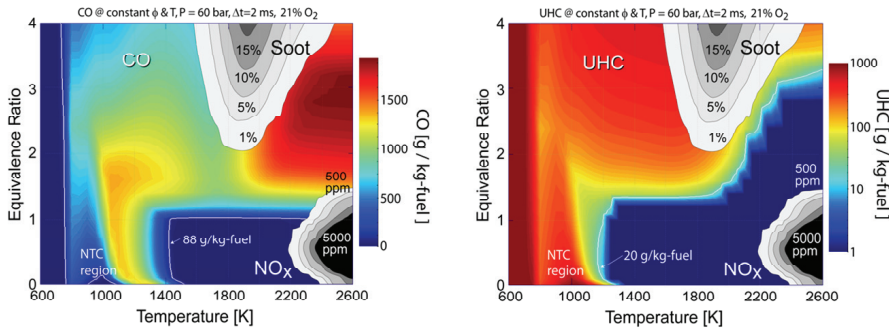 CO @ constant ϕ & T, P = 60 bar, Δt=2 ms, 21% O₂
4
3
2
1
0
Equivalence Ratio
600
1000
1400
1800
2200
2600
Temperature [K]
CO
Soot
15%
10%
5%
1%
500
ppm
5000
ppm
NOx
88 g/kg-fuel
NTC
region
1500
1000
500
0
CO [g / kg-fuel ]
UHC @ constant ϕ & T, P = 60 bar, Δt=2 ms, 21% O₂
4
3
2
1
0
Equivalence Ratio
600
1000
1400
1800
2200
2600
Temperature [K]
UHC
Soot
15%
10%
5%
1%
500
ppm
5000
ppm
NOx
20 g/kg-fuel
NTC
region
1000
100
10
1
UHC [g / kg-fuel ]